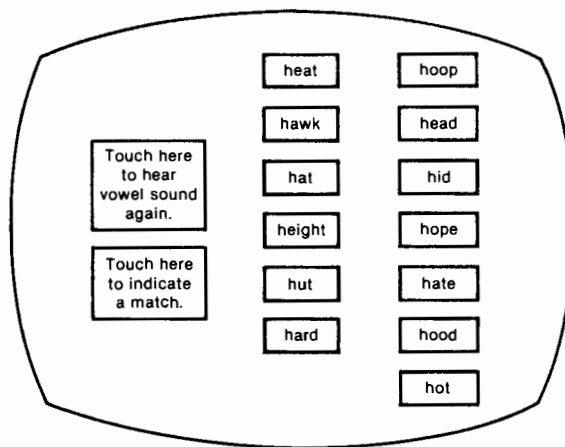 Touch here
to hear
vowel sound
again.
Touch here
to indicate
a match.
heat
hawk
hat
height
hut
hard
hoop
head
hid
hope
hate
hood
hot